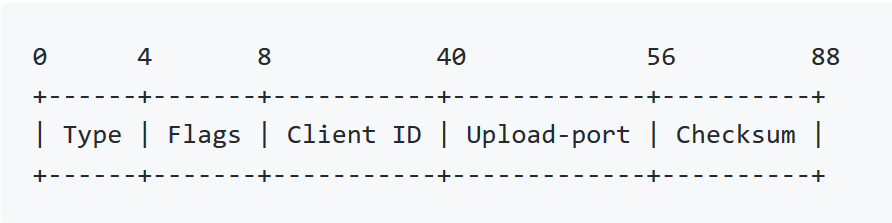 0      4       8           40            56         88
+------+-------+-----------+-------------+----------+
| Type | Flags | Client ID | Upload-port | Checksum |
+------+-------+-----------+-------------+----------+